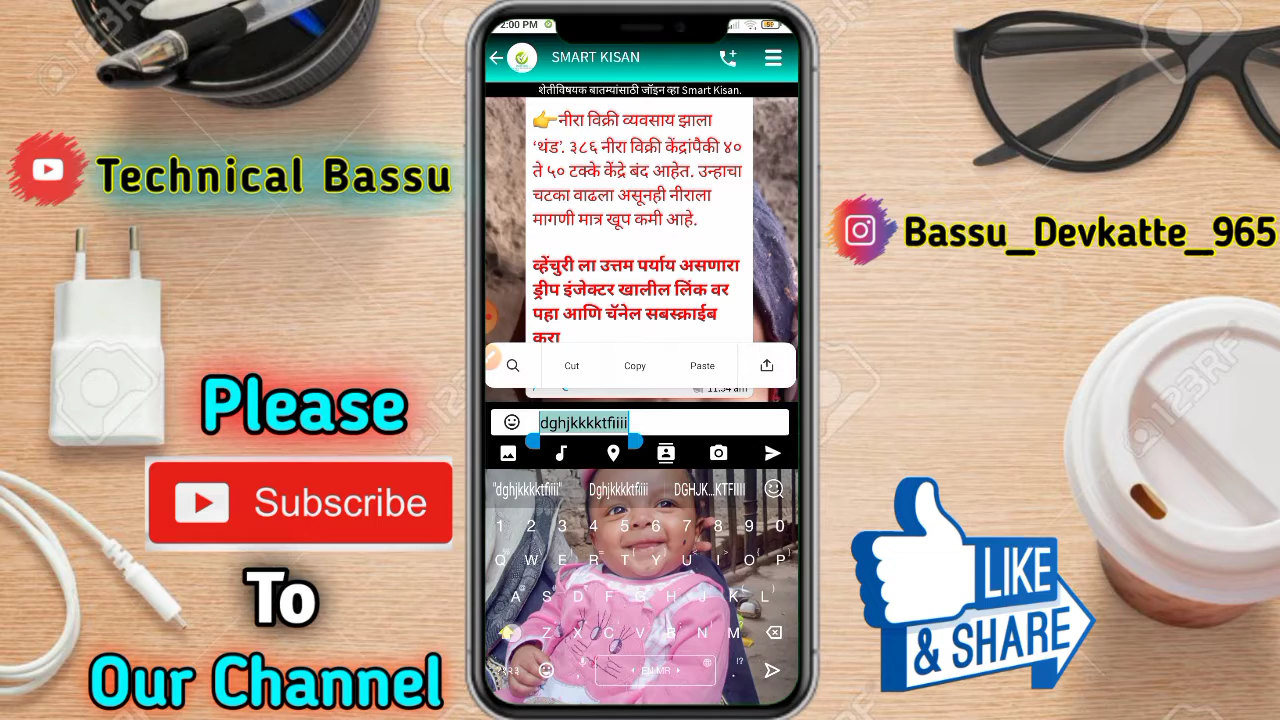 2:00 PM
SMART KISAN
शेतीविषयक बातम्यांसाठी जॉइन व्हा Smart Kisan.
👉नीरा विक्री व्यवसाय झाला
‘थंड’. ३८६ नीरा विक्री केंद्रांपैकी ४०
ते ५० टक्के केंद्रे बंद आहेत. उन्हाचा
चटका वाढला असूनही नीराला
मागणी मात्र खूप कमी आहे.
व्हेंचुरी ला उत्तम पर्याय असणारा
ड्रीप इंजेक्टर खालील लिंक वर
पहा आणि चॅनेल सबस्क्राईब
करा
Cut Copy Paste
dghjkkkktfiiii
"dghjkkkktfiiii" Dghjkkkktfiiii DGHJK...KTFIIII
1 2 3 4 5 6 7 8 9 0
Q W E R T Y U I O P
A S D F G H J K L
Z X C V B N M
EN MR
Technical Bassu
Please
Subscribe
To
Our Channel
Bassu_Devkatte_965
LIKE
& SHARE
123RF